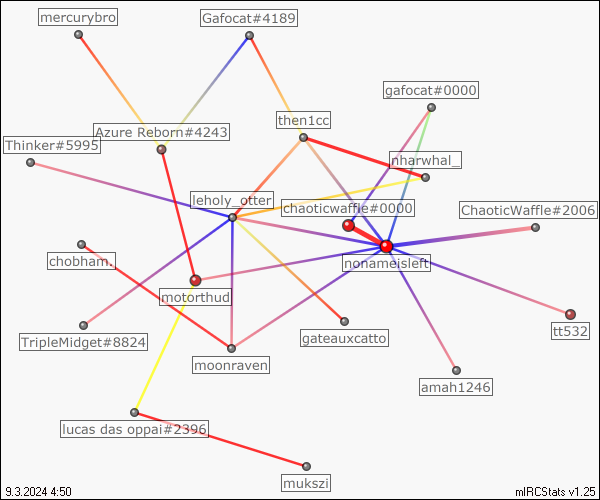 mercurybro
Gafocat#4189
gafocat#0000
then1cc
Azure Reborn#4243
Thinker#5995
nharwhal_
leholy_otter
chaoticwaffle#0000
ChaoticWaffle#2006
chobham.
nonameisleft
motorthud
tt532
TripleMidget#8824
gateauxcatto
moonraven
amah1246
lucas das oppai#2396
mukszi
9.3.2024 4:50
mIRCStats v1.25